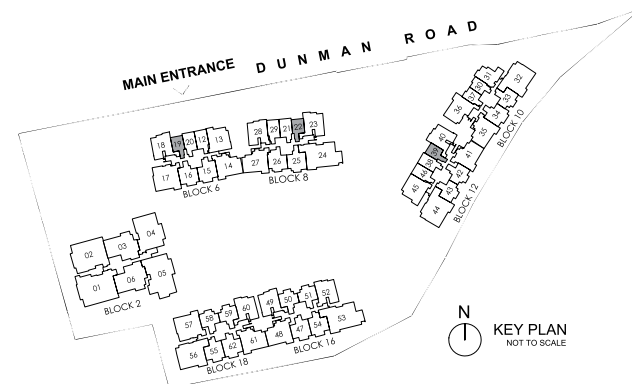 DUNMAN ROAD
MAIN ENTRANCE
18 19 20 12 13
17 16 15 14
BLOCK 6
28 29 21 22 23
27 26 25 24
BLOCK 8
31 32
30
37 33
36 34
35
BLOCK 10
40
41
38
46 42
45 43
44
BLOCK 12
02 03 04
01 06 05
BLOCK 2
57 58 59 60
56 55 62 61
BLOCK 18
49 50 51 52
48 47 54 53
BLOCK 16
N
KEY PLAN
NOT TO SCALE